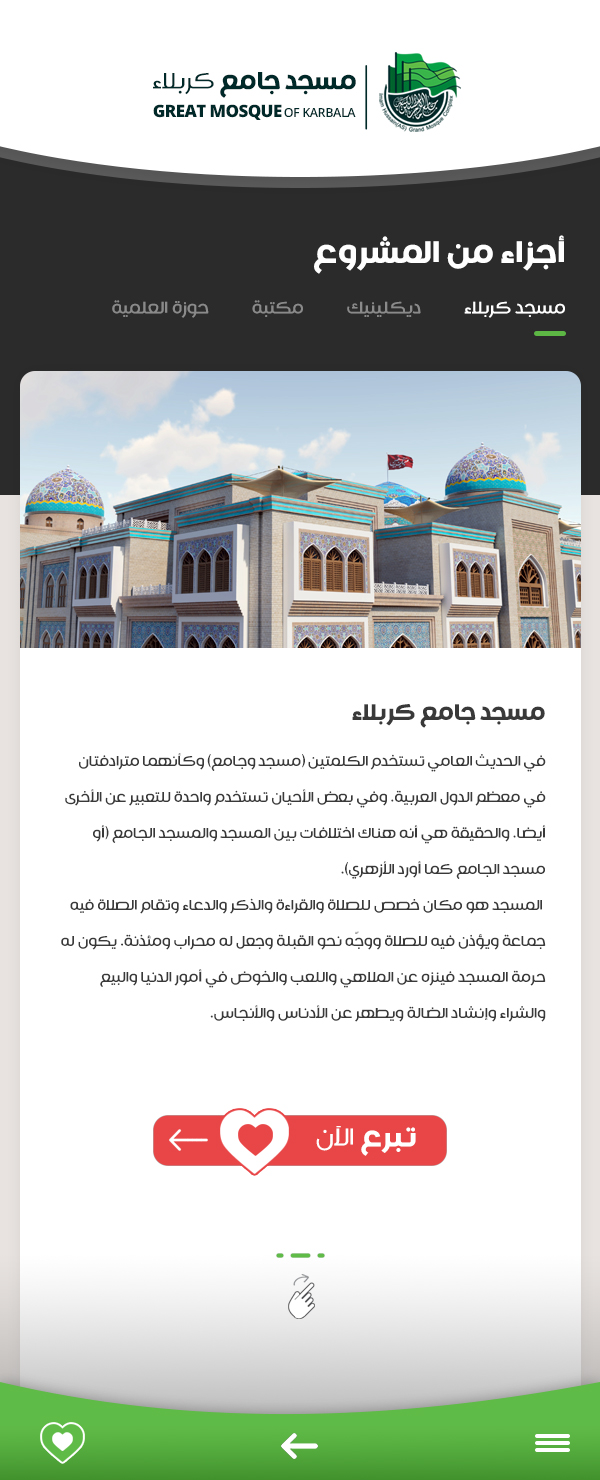 مسجد جامع كربلاء
GREAT MOSQUE OF KARBALA
Imam Hussain(AS) Grand Mosque Complex
أجزاء من المشروع
مسجد كربلاء ديكلينيك مكتبة حوزة العلمية
مسجد جامع كربلاء
في الحديث العامي تستخدم الكلمتين (مسجد وجامع) وكأنهما مترادفتان
في معظم الدول العربية. وفي بعض الأحيان تستخدم واحدة للتعبير عن الأخرى
أيضا. والحقيقة هي أنه هناك اختلافات بين المسجد والمسجد الجامع (أو
مسجد الجامع كما أورد الأزهري).
المسجد هو مكان خصص للصلاة والقراءة والذكر والدعاء وتقام الصلاة فيه
جماعة ويؤذن فيه للصلاة ووجّه نحو القبلة وجعل له محراب ومئذنة. يكون له
حرمة المسجد فينزه عن الملاهي واللعب والخوض في أمور الدنيا والبيع
والشراء وإنشاد الضالة ويطهر عن الأدناس والأنجاس.
تبرع الآن